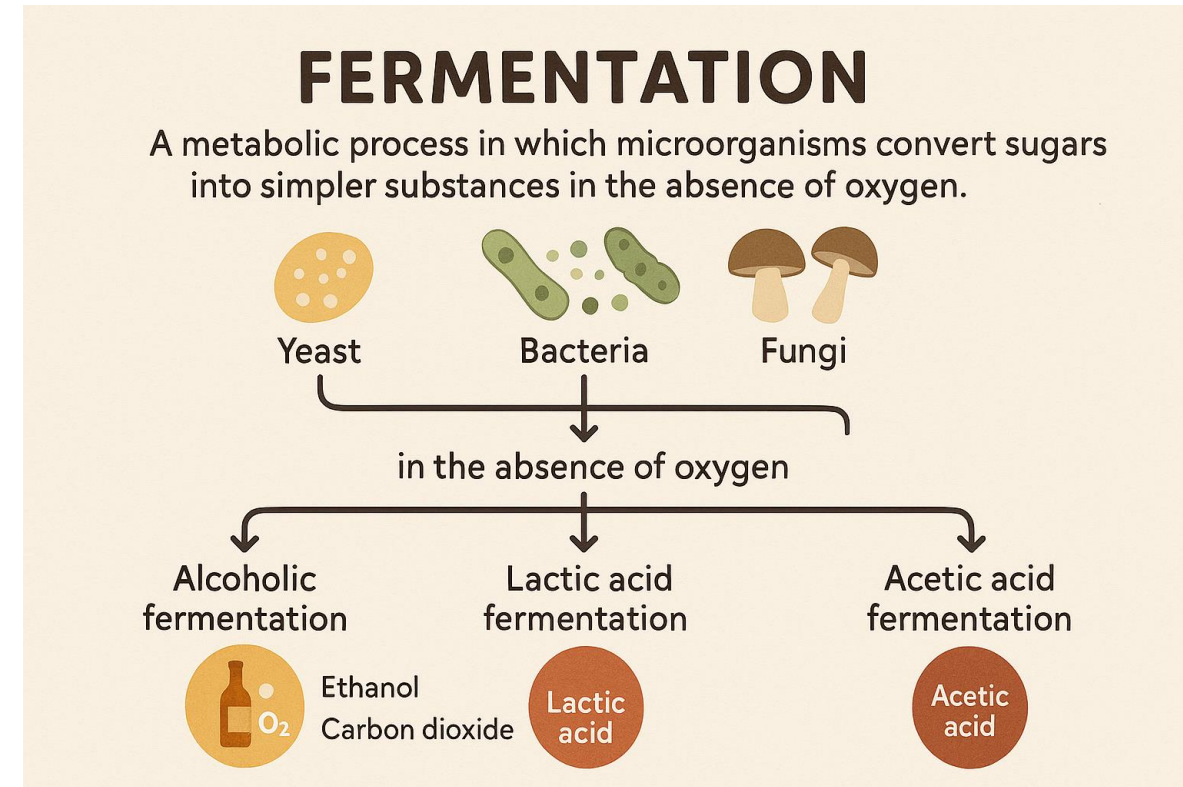 FERMENTATION
A metabolic process in which microorganisms convert sugars
into simpler substances in the absence of oxygen.
Yeast
Bacteria
Fungi
in the absence of oxygen
Alcoholic
fermentation
Lactic acid
fermentation
Acetic acid
fermentation
O₂
Ethanol
Carbon dioxide
Lactic
acid
Acetic
acid